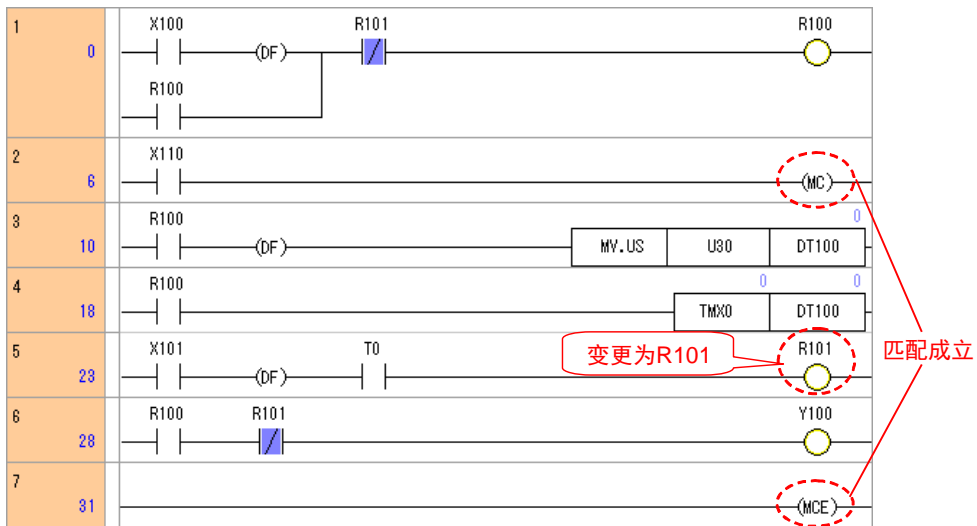 1 X100 R101 R100
0 (DF)
R100
2 X110
6 (MC)
3 R100 0
10 (DF) MV.US U30 DT100
4 R100 0 0
18 TMX0 DT100
5 X101 T0 变更为R101 R101 匹配成立
23 (DF)
6 R100 R101 Y100
28
7
31 (MCE)